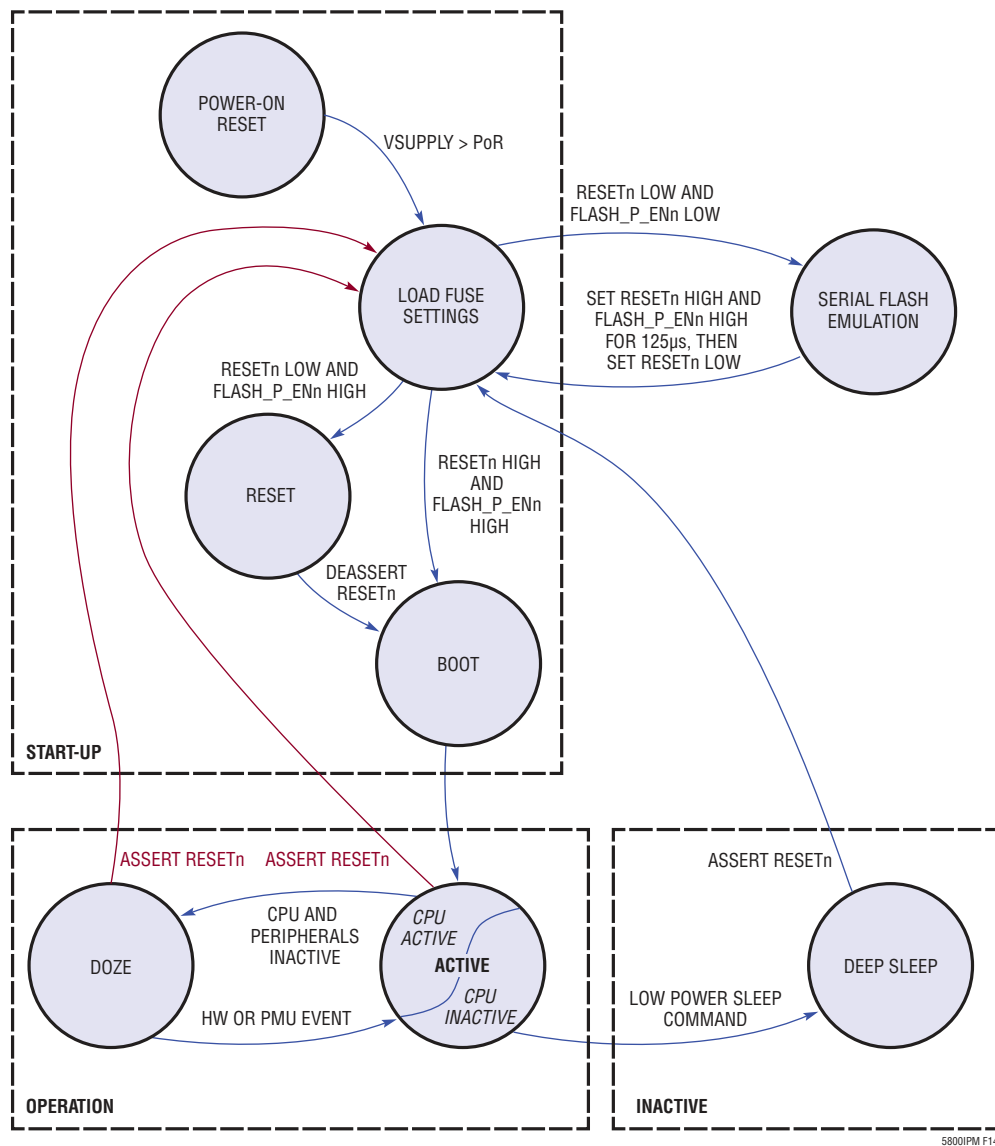 POWER-ON
RESET
VSUPPLY > PoR
RESETn LOW AND
FLASH_P_ENn LOW
LOAD FUSE
SETTINGS
SET RESETn HIGH AND
FLASH_P_ENn HIGH
FOR 125µs, THEN
SET RESETn LOW
SERIAL FLASH
EMULATION
RESETn LOW AND
FLASH_P_ENn HIGH
RESET
RESETn HIGH
AND
FLASH_P_ENn
HIGH
DEASSERT
RESETn
BOOT
START-UP
ASSERT RESETn
ASSERT RESETn
ASSERT RESETn
CPU AND
PERIPHERALS
INACTIVE
CPU
ACTIVE
ACTIVE
CPU
INACTIVE
DOZE
HW OR PMU EVENT
LOW POWER SLEEP
COMMAND
DEEP SLEEP
OPERATION
INACTIVE
5800IPM F14